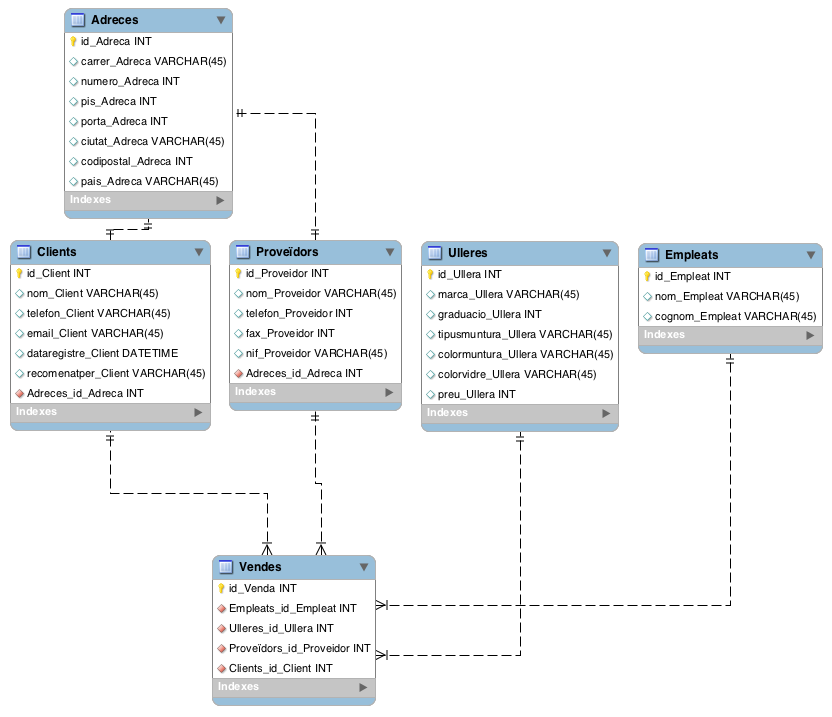 Adreces
id_Adreca INT
carrer_Adreca VARCHAR(45)
numero_Adreca INT
pis_Adreca INT
porta_Adreca INT
ciutat_Adreca VARCHAR(45)
codipostal_Adreca INT
pais_Adreca VARCHAR(45)
Indexes
Clients
id_Client INT
nom_Client VARCHAR(45)
telefon_Client VARCHAR(45)
email_Client VARCHAR(45)
dataregistre_Client DATETIME
recomenatper_Client VARCHAR(45)
Adreces_id_Adreca INT
Indexes
Proveïdors
id_Proveidor INT
nom_Proveidor VARCHAR(45)
telefon_Proveidor INT
fax_Proveidor INT
nif_Proveidor VARCHAR(45)
Adreces_id_Adreca INT
Indexes
Ulleres
id_Ullera INT
marca_Ullera VARCHAR(45)
graduacio_Ullera INT
tipusmuntura_Ullera VARCHAR(45)
colormuntura_Ullera VARCHAR(45)
colorvidre_Ullera VARCHAR(45)
preu_Ullera INT
Indexes
Empleats
id_Empleat INT
nom_Empleat VARCHAR(45)
cognom_Empleat VARCHAR(45)
Indexes
Vendes
id_Venda INT
Empleats_id_Empleat INT
Ulleres_id_Ullera INT
Proveïdors_id_Proveidor INT
Clients_id_Client INT
Indexes